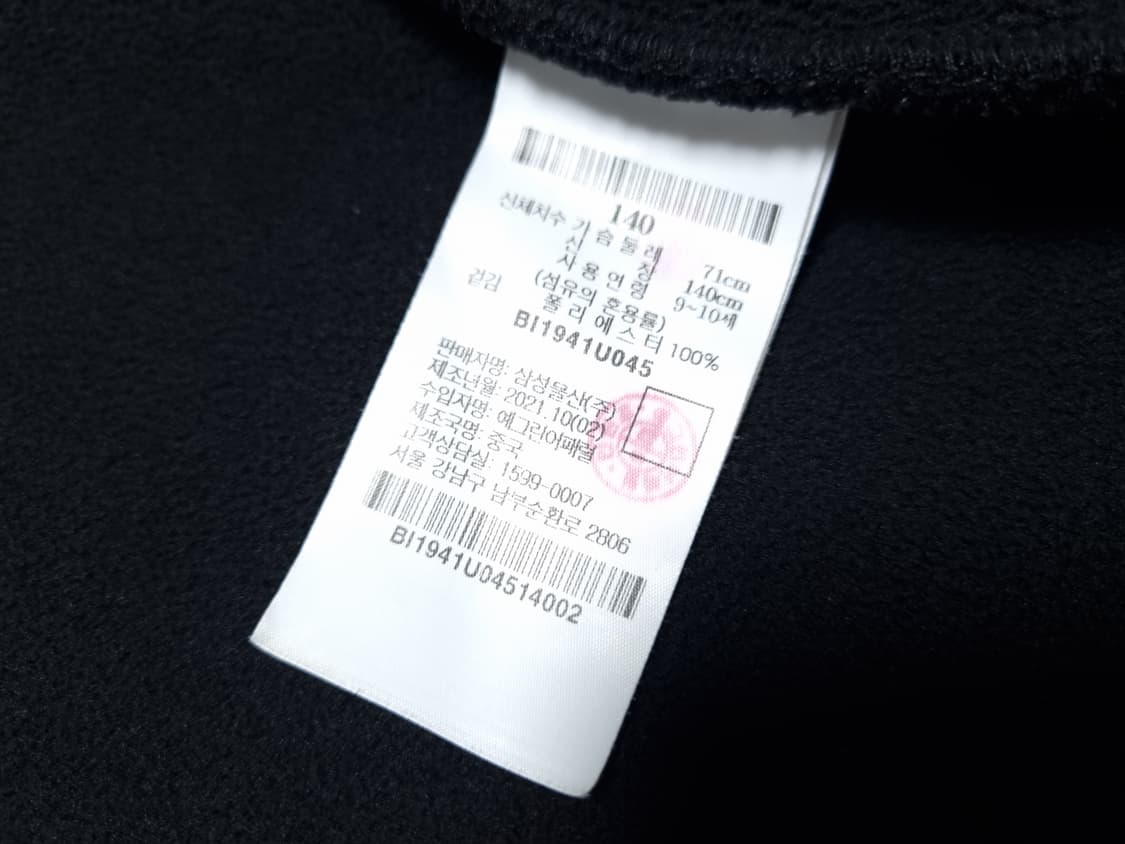 140
신체치수 가슴둘레 71cm
신장 140cm
사용연령 9~10세
(섬유의 혼용률)
겉감 폴리에스터 100%
BI1941U045
판매자명: 삼성물산(주)
제조년월: 2021.10(02)
수입자명: 예그린어패럴
제조국명: 중국
고객상담실: 1599-0007
서울 강남구 남부순환로 2806
BI1941U04514002